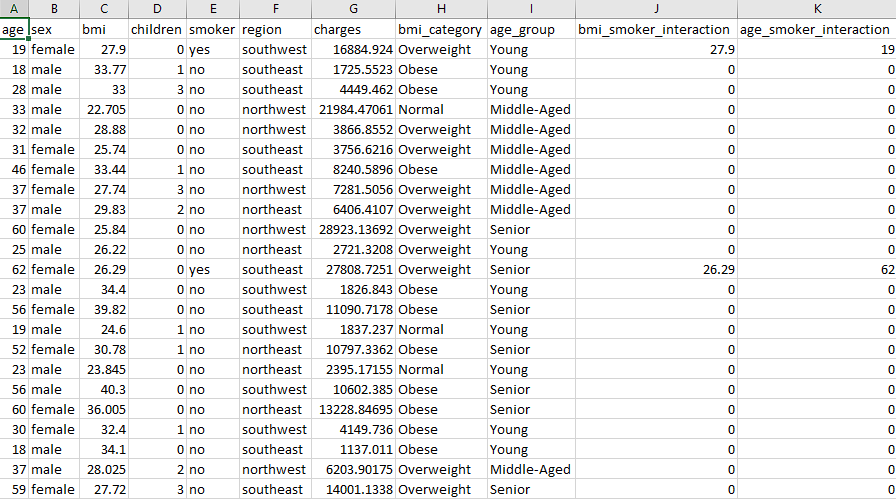 A B C D E F G H I J K
age sex bmi children smoker region charges bmi_category age_group bmi_smoker_interaction age_smoker_interaction
19 female 27.9 0 yes southwest 16884.924 Overweight Young 27.9 19
18 male 33.77 1 no southeast 1725.5523 Obese Young 0 0
28 male 33 3 no southeast 4449.462 Obese Young 0 0
33 male 22.705 0 no northwest 21984.47061 Normal Middle-Aged 0 0
32 male 28.88 0 no northwest 3866.8552 Overweight Middle-Aged 0 0
31 female 25.74 0 no southeast 3756.6216 Overweight Middle-Aged 0 0
46 female 33.44 1 no southeast 8240.5896 Obese Middle-Aged 0 0
37 female 27.74 3 no northwest 7281.5056 Overweight Middle-Aged 0 0
37 male 29.83 2 no northeast 6406.4107 Overweight Middle-Aged 0 0
60 female 25.84 0 no northwest 28923.13692 Overweight Senior 0 0
25 male 26.22 0 no northeast 2721.3208 Overweight Young 0 0
62 female 26.29 0 yes southeast 27808.7251 Overweight Senior 26.29 62
23 male 34.4 0 no southwest 1826.843 Obese Young 0 0
56 female 39.82 0 no southeast 11090.7178 Obese Senior 0 0
19 male 24.6 1 no southwest 1837.237 Normal Young 0 0
52 female 30.78 1 no northeast 10797.3362 Obese Senior 0 0
23 male 23.845 0 no northeast 2395.17155 Normal Young 0 0
56 male 40.3 0 no southwest 10602.385 Obese Senior 0 0
60 female 36.005 0 no northeast 13228.84695 Obese Senior 0 0
30 female 32.4 1 no southwest 4149.736 Obese Young 0 0
18 male 34.1 0 no southeast 1137.011 Obese Young 0 0
37 male 28.025 2 no northwest 6203.90175 Overweight Middle-Aged 0 0
59 female 27.72 3 no southeast 14001.1338 Overweight Senior 0 0